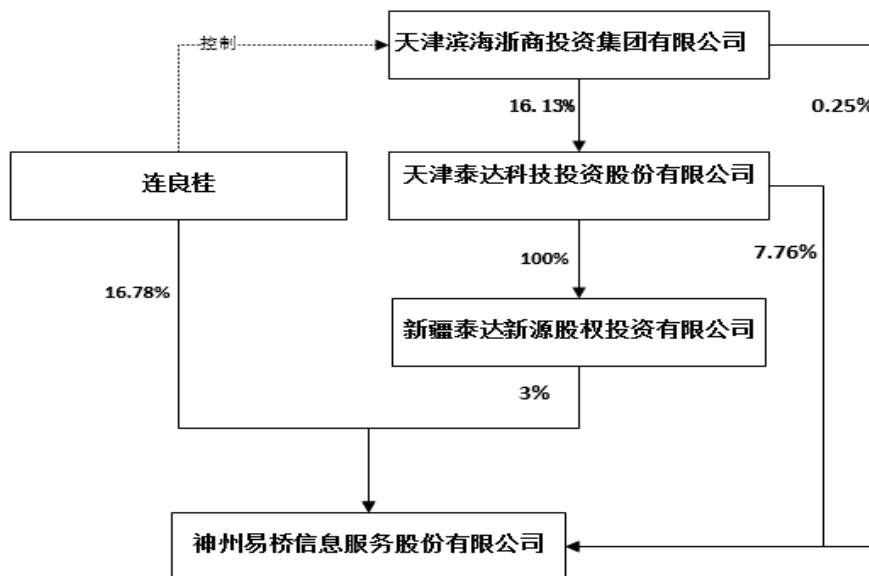 控制
天津滨海浙商投资集团有限公司
16.13%
0.25%
连良桂
天津泰达科技投资股份有限公司
100%
7.76%
16.78%
新疆泰达新源股权投资有限公司
3%
神州易桥信息服务股份有限公司